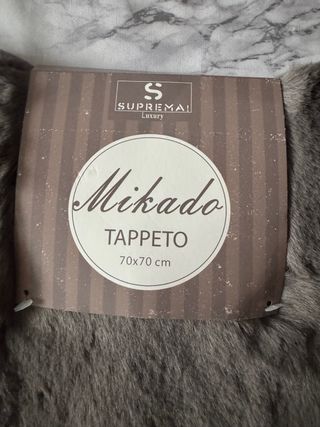 S
SUPREMA!
Luxury
Mikado
TAPPETO
70x70 cm